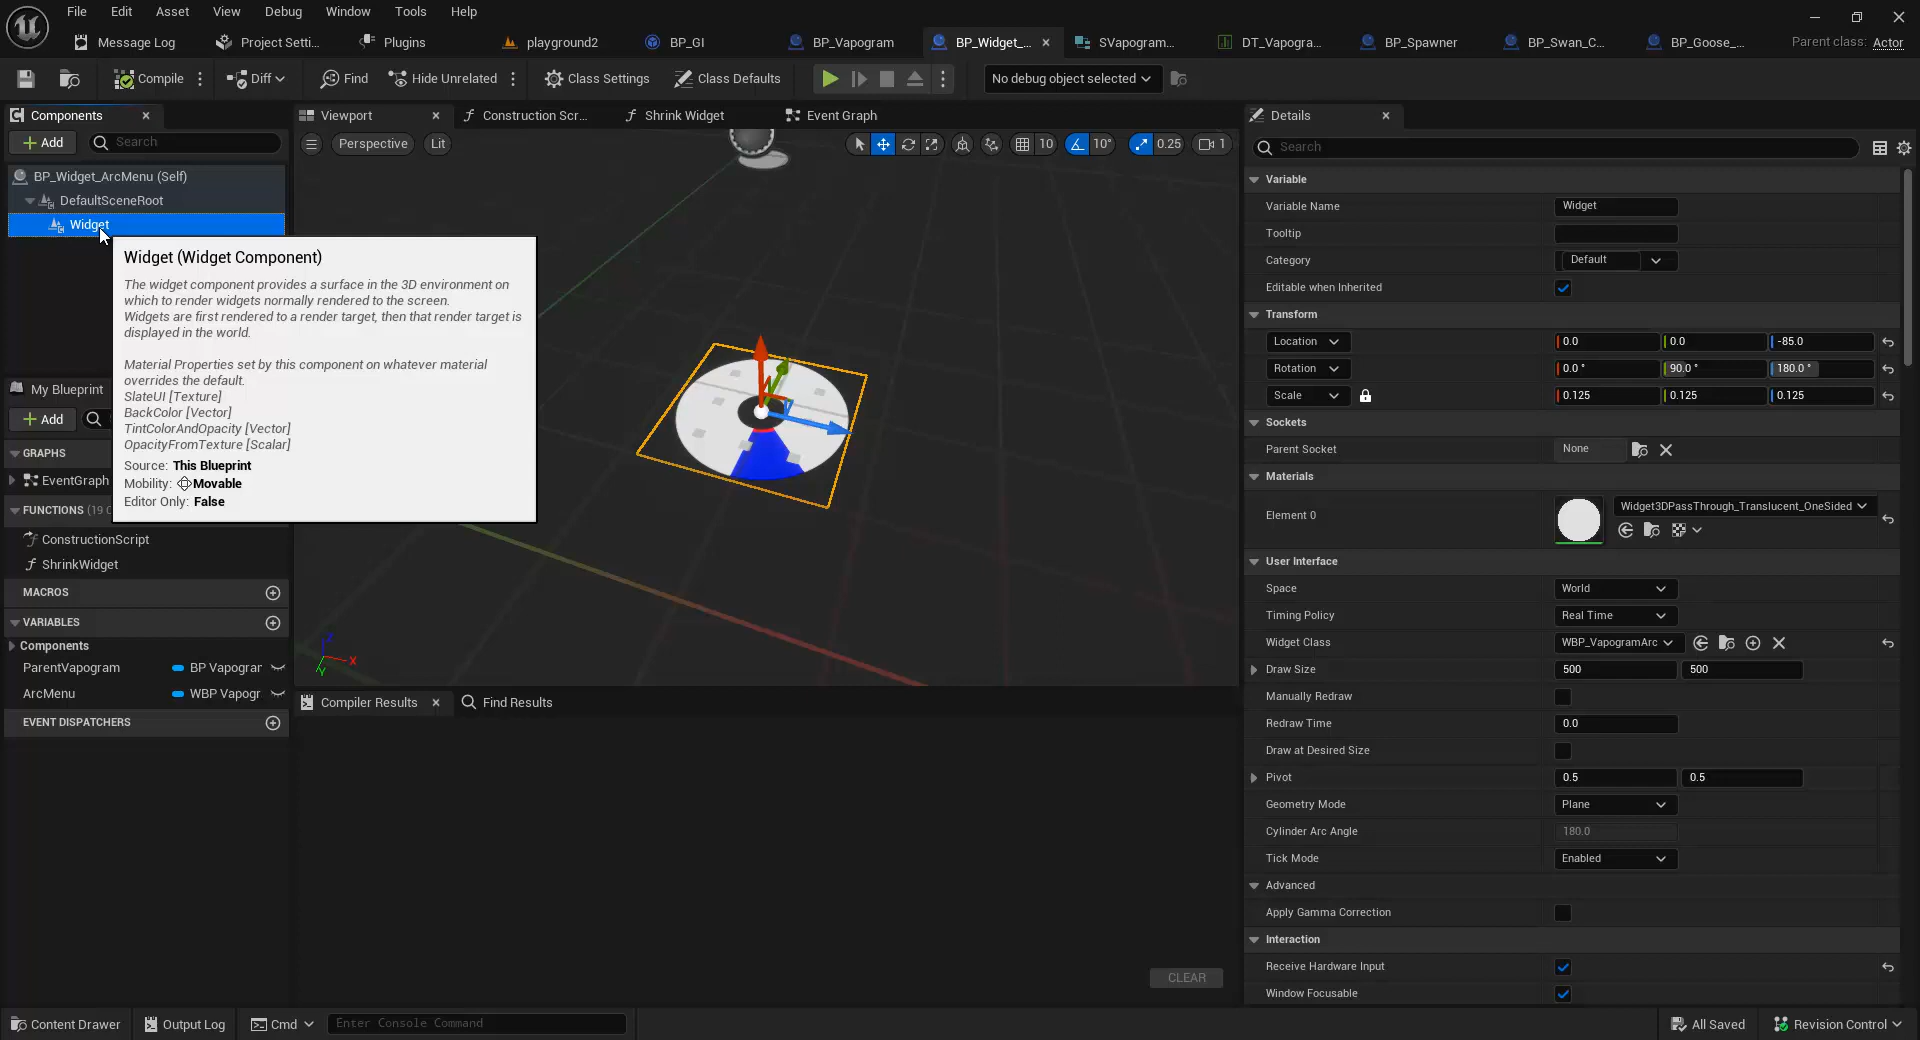 File Edit Asset View Debug Window Tools Help
Message Log Project Setti... Plugins playground2 BP_GI BP_Vapogram BP_Widget_... SVapogram... DT_Vapogra... BP_Spawner BP_Swan_C... BP_Goose_... Parent class: Actor
Compile Diff Find Hide Unrelated Class Settings Class Defaults No debug object selected
Components Viewport Construction Scr... Shrink Widget Event Graph Details
Add Search Perspective Lit 10 10° 0.25 1 Search
BP_Widget_ArcMenu (Self)
DefaultSceneRoot
Widget
Widget (Widget Component)
The widget component provides a surface in the 3D environment on
which to render widgets normally rendered to the screen.
Widgets are first rendered to a render target, then that render target is
displayed in the world.
Material Properties set by this component on whatever material
overrides the default.
SlateUI [Texture]
BackColor [Vector]
TintColorAndOpacity [Vector]
OpacityFromTexture [Scalar]
Source: This Blueprint
Mobility: Movable
Editor Only: False
My Blueprint
Add
GRAPHS
EventGraph
FUNCTIONS (19
ConstructionScript
ShrinkWidget
MACROS
VARIABLES
Components
ParentVapogram BP Vapogram
ArcMenu WBP Vapogr
EVENT DISPATCHERS
Z
X
Y
Compiler Results Find Results
CLEAR
Variable
Variable Name Widget
Tooltip
Category Default
Editable when Inherited
Transform
Location 0.0 0.0 -85.0
Rotation 0.0 ° 90.0 ° 180.0 °
Scale 0.125 0.125 0.125
Sockets
Parent Socket None
Materials
Element 0 Widget3DPassThrough_Translucent_OneSided
User Interface
Space World
Timing Policy Real Time
Widget Class WBP_VapogramArc
Draw Size 500 500
Manually Redraw
Redraw Time 0.0
Draw at Desired Size
Pivot 0.5 0.5
Geometry Mode Plane
Cylinder Arc Angle 180.0
Tick Mode Enabled
Advanced
Apply Gamma Correction
Interaction
Receive Hardware Input
Window Focusable
Content Drawer Output Log Cmd Enter Console Command All Saved Revision Control